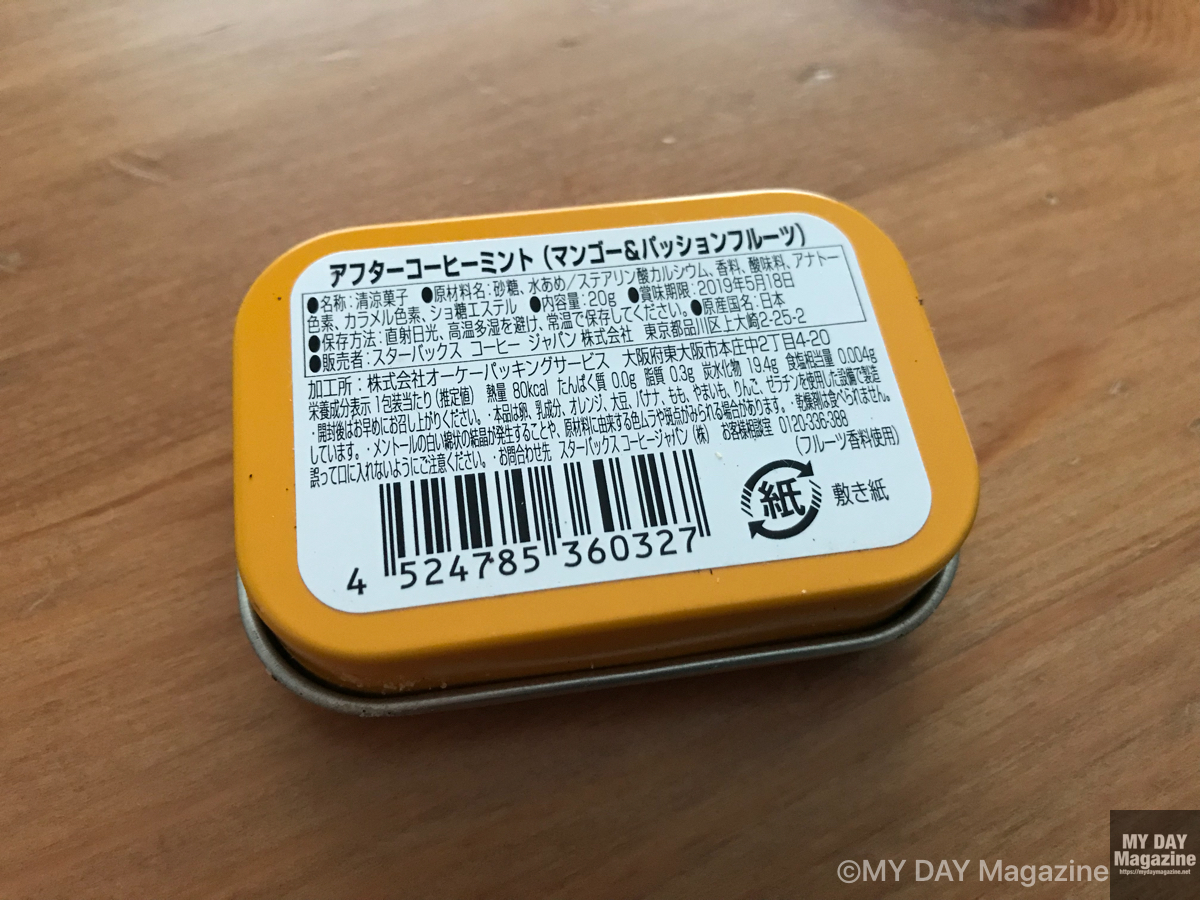 アフターコーヒーミント（マンゴー&パッションフルーツ）
●名称：清涼菓子 ●原材料名：砂糖、水あめ／ステアリン酸カルシウム、香料、酸味料、アナトー
色素、カラメル色素、ショ糖エステル ●内容量：20g ●賞味期限：2019年5月18日
●保存方法：直射日光、高温多湿を避け、常温で保存してください。●原産国名：日本
●販売者：スターバックス コーヒー ジャパン 株式会社 東京都品川区上大崎2-25-2
加工所：株式会社オーケーパッキングサービス 大阪府東大阪市本庄中2丁目4-20
栄養成分表示 1包装当たり（推定値） 熱量 80kcal たんぱく質 0.0g 脂質 0.3g 炭水化物 19.4g 食塩相当量 0.004g
・開封後はお早めにお召し上がりください。・本品は卵、乳成分、オレンジ、大豆、バナナ、もも、やまいも、りんご、ゼラチンを使用した設備で製造
しています。・メントールの白い綿状の結晶が発生することや、原材料に由来する色ムラや斑点がみられる場合があります。・乾燥剤は食べられません。
誤って口に入れないようにご注意ください。・お問合わせ先 スターバックス コーヒー ジャパン（株） お客様相談室 0120-336-388
（フルーツ香料使用）
紙 敷き紙
4 524785 360327
©MY DAY Magazine
MY DAY
Magazine
https://mydaymagazine.net